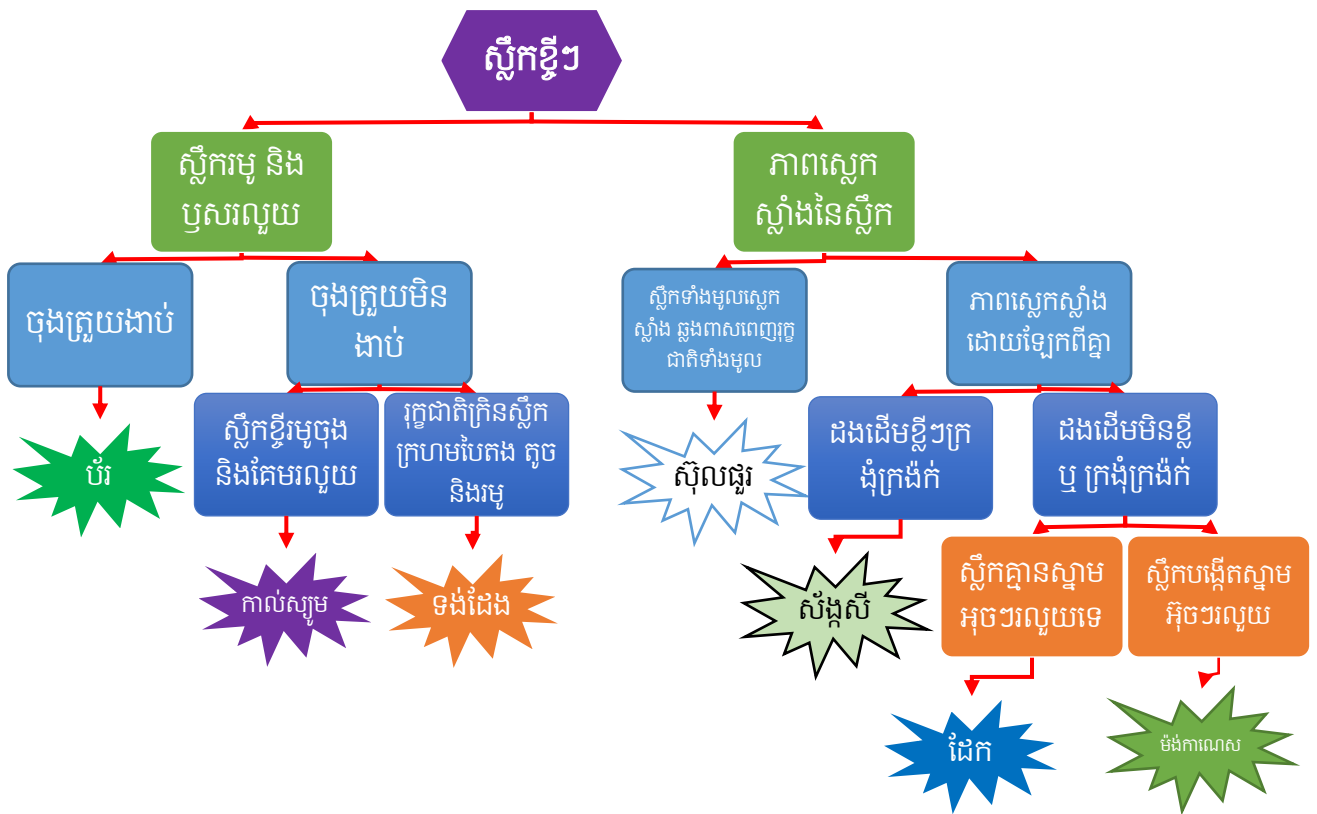 ស្លឹកខ្ចីៗ
ស្លឹករមូ និង
ឫសរលួយ
ភាពស្លេក
ស្លាំងនៃស្លឹក
ចុងត្រួយងាប់
ចុងត្រួយមិន
ងាប់
ស្លឹកទាំងមូលស្លេក
ស្លាំង ឆ្លងពាសពេញរុក្ខ
ជាតិទាំងមូល
ភាពស្លេកស្លាំង
ដោយឡែកពីគ្នា
ប័រ
ស្លឹកខ្ចីរមូចុង
និងគែមរលួយ
រុក្ខជាតិក្រិនស្លឹក
ក្រហមបៃតង តូច
និងរមូ
ស៊ុលផួរ
ដងដើមខ្លីៗក្រ
ងុំក្រង៉ក់
ដងដើមមិនខ្លី
ឬ ក្រងុំក្រង៉ក់
កាល់ស្យូម
ទង់ដែង
ស័ង្កសី
ស្លឹកគ្មានស្នាម
អុចៗរលួយទេ
ស្លឹកបង្កើតស្នាម
អ៊ុចៗរលួយ
ដែក
ម៉ង់កាណេស